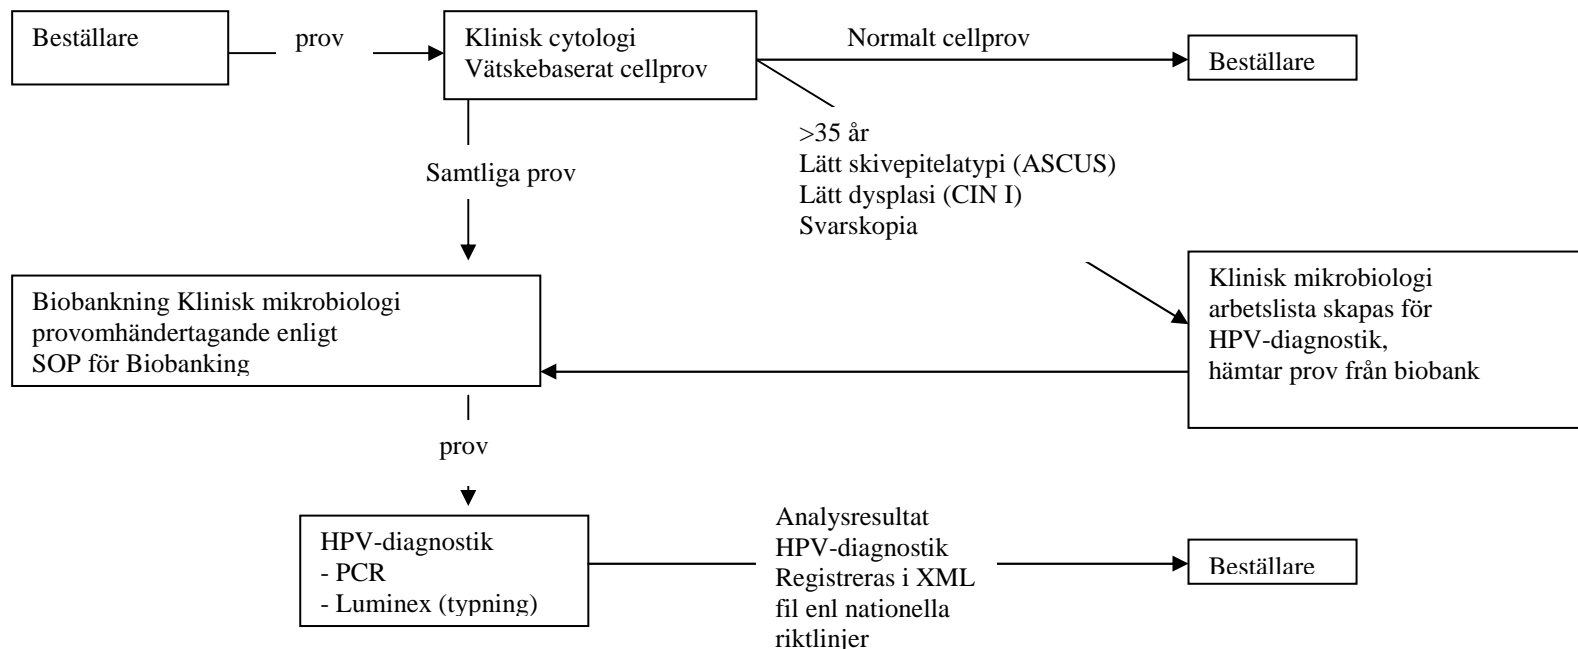 Beställare
prov
Klinisk cytologi
Vätskebaserat cellprov
Normalt cellprov
Beställare
>35 år
Lätt skivepitelatypi (ASCUS)
Lätt dysplasi (CIN I)
Svarskopia
Samtliga prov
Biobankning Klinisk mikrobiologi
provomhändertagande enligt
SOP för Biobanking
Klinisk mikrobiologi
arbetslista skapas för
HPV-diagnostik,
hämtar prov från biobank
prov
HPV-diagnostik
- PCR
- Luminex (typning)
Analysresultat
HPV-diagnostik
Registreras i XML
fil enl nationella
riktlinjer
Beställare